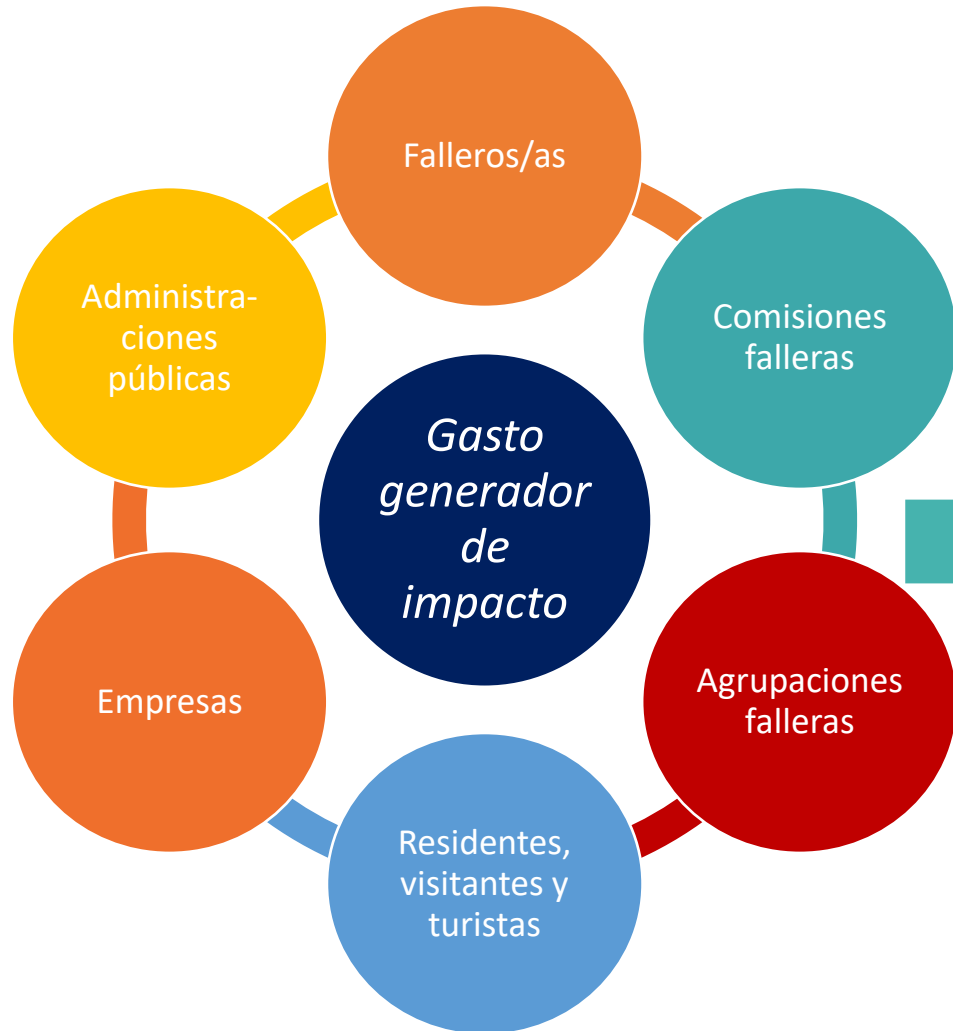 Falleros/as
Administra-
ciones
públicas
Comisiones
falleras
Gasto
generador
de
impacto
Empresas
Agrupaciones
falleras
Residentes,
visitantes y
turistas